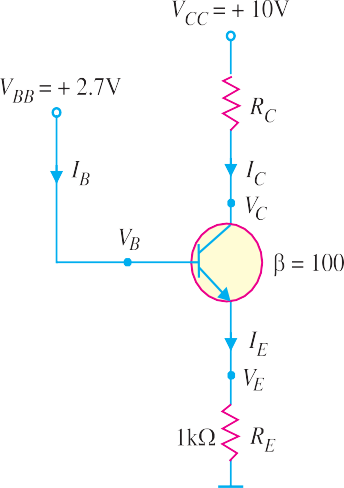 V_CC = + 10V
V_BB = + 2.7V
R_C
I_B
I_C
V_C
V_B
β = 100
I_E
V_E
1kΩ R_E